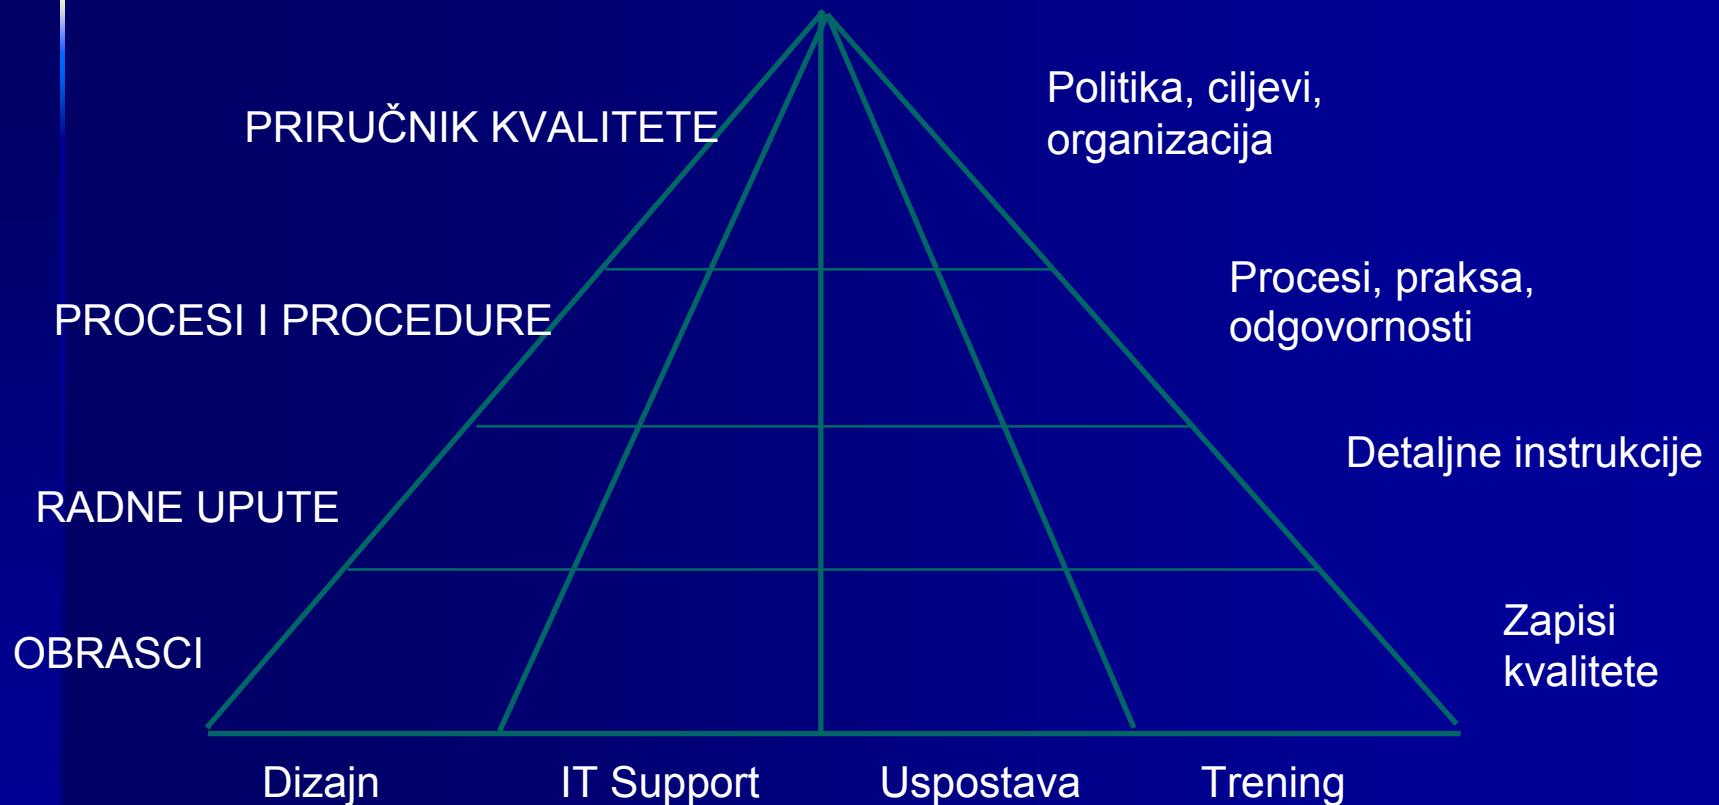 PRIRUČNIK KVALITETE
Politika, ciljevi,
organizacija
PROCESI I PROCEDURE
Procesi, praksa,
odgovornosti
RADNE UPUTE
Detaljne instrukcije
OBRASCI
Zapisi
kvalitete
Dizajn
IT Support
Uspostava
Trening